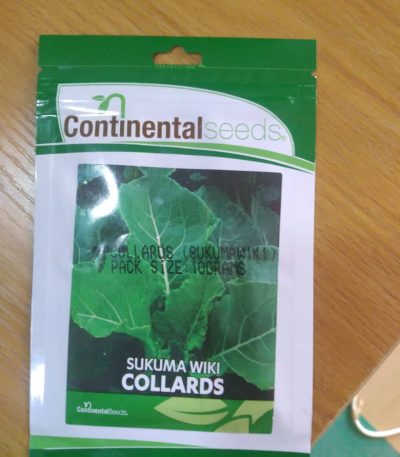 Continentalseeds®
COLLARDS (SUKUMAWIKI)
PACK SIZE:10GRAMS
SUKUMA WIKI
COLLARDS
ContinentalSeeds®